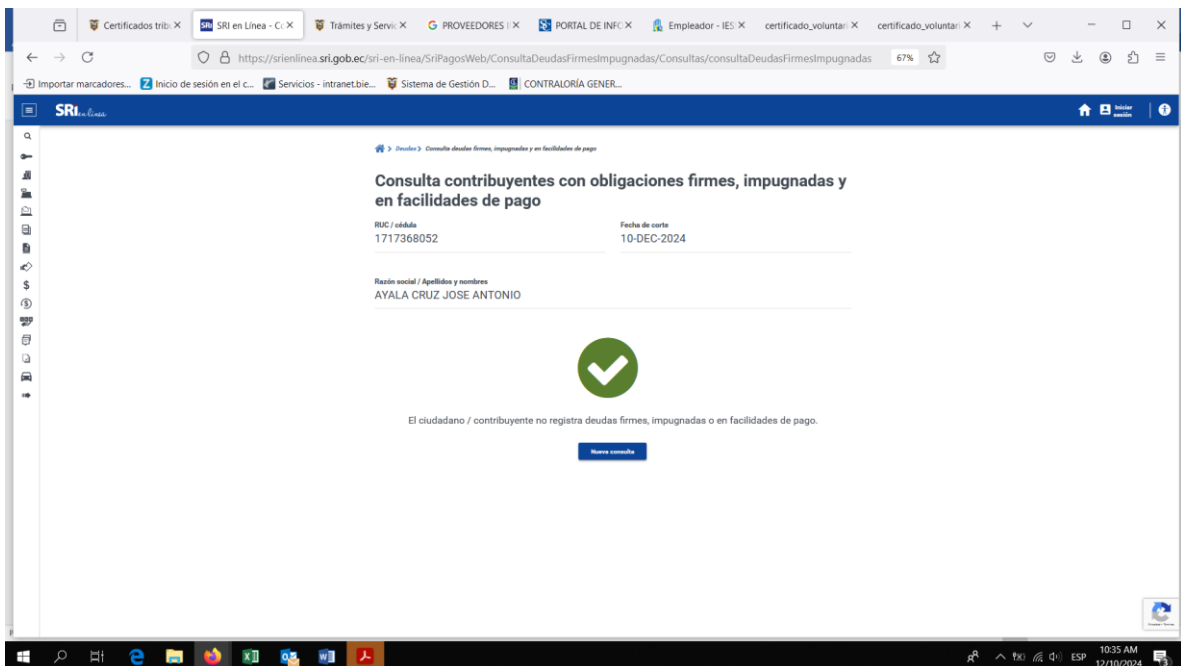 Certificados tribu
SRI en Línea - Co
Trámites y Servic
PROVEEDORES I
PORTAL DE INFO
Empleador - IES
certificado_voluntari
certificado_voluntari
https://srienlinea.sri.gob.ec/sri-en-linea/SriPagosWeb/ConsultaDeudasFirmesImpugnadas/Consultas/consultaDeudasFirmesImpugnadas
67%
Importar marcadores...
Inicio de sesión en el c...
Servicios - intranet.bie...
Sistema de Gestión D...
CONTRALORÍA GENER...
SRi en línea
Iniciar sesión
Deudas > Consulta deudas firmes, impugnadas y en facilidades de pago
Consulta contribuyentes con obligaciones firmes, impugnadas y
en facilidades de pago
RUC / cédula
Fecha de corte
1717368052
10-DEC-2024
Razón social / Apellidos y nombres
AYALA CRUZ JOSE ANTONIO
El ciudadano / contribuyente no registra deudas firmes, impugnadas o en facilidades de pago.
Nueva consulta
ESP
10:35 AM
12/10/2024